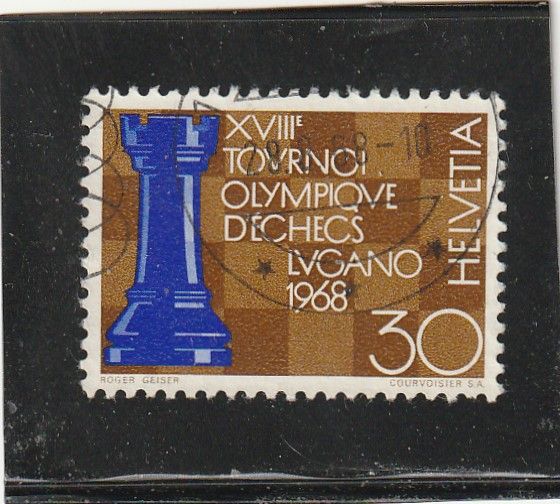 XVIIIE
TOVRNOI
OLYMPIQVE
D'ECHECS
LVGANO
1968
HELVETIA
30
ROGER GEISER
COURVOISIER S.A.